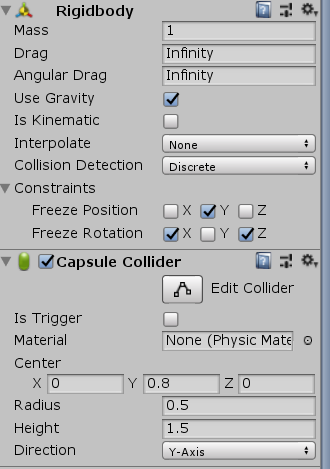 Rigidbody
Mass 1
Drag Infinity
Angular Drag Infinity
Use Gravity
Is Kinematic
Interpolate None
Collision Detection Discrete
Constraints
Freeze Position X Y Z
Freeze Rotation X Y Z
Capsule Collider
Edit Collider
Is Trigger
Material None (Physic Mate
Center
X 0 Y 0.8 Z 0
Radius 0.5
Height 1.5
Direction Y-Axis